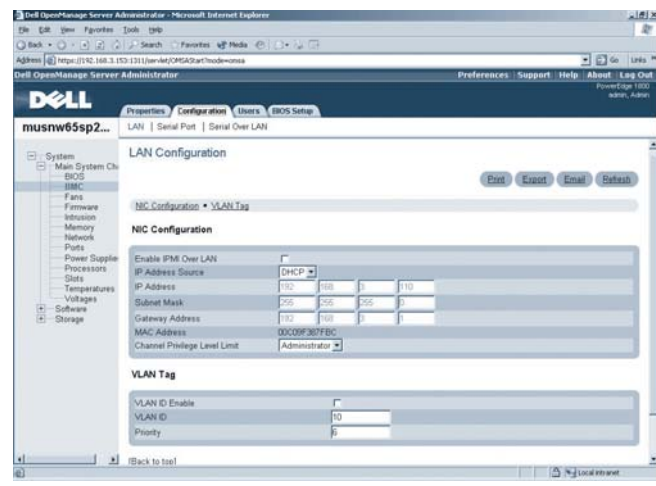 Dell OpenManage Server Administrator - Microsoft Internet Explorer
File Edit View Favorites Tools Help
Back Search Favorites Media
Address https://192.168.3.153:1311/servlet/OMSAStart?mode=omsa Go Links
Dell OpenManage Server Administrator Preferences Support Help About Log Out
DELL
PowerEdge 1800
admin, Admin
Properties Configuration Users BIOS Setup
musnw65sp2... LAN | Serial Port | Serial Over LAN
System
Main System Ch
BIOS
BMC
Fans
Firmware
Intrusion
Memory
Network
Ports
Power Supplie
Processors
Slots
Temperatures
Voltages
Software
Storage
LAN Configuration
Print Export Email Refresh
NIC Configuration • VLAN Tag
NIC Configuration
Enable IPMI Over LAN
IP Address Source DHCP
IP Address 192 168 3 110
Subnet Mask 255 255 255 0
Gateway Address 192 168 3 1
MAC Address 00C09F387FBC
Channel Privilege Level Limit Administrator
VLAN Tag
VLAN ID Enable
VLAN ID 10
Priority 6
[Back to top]
Local intranet